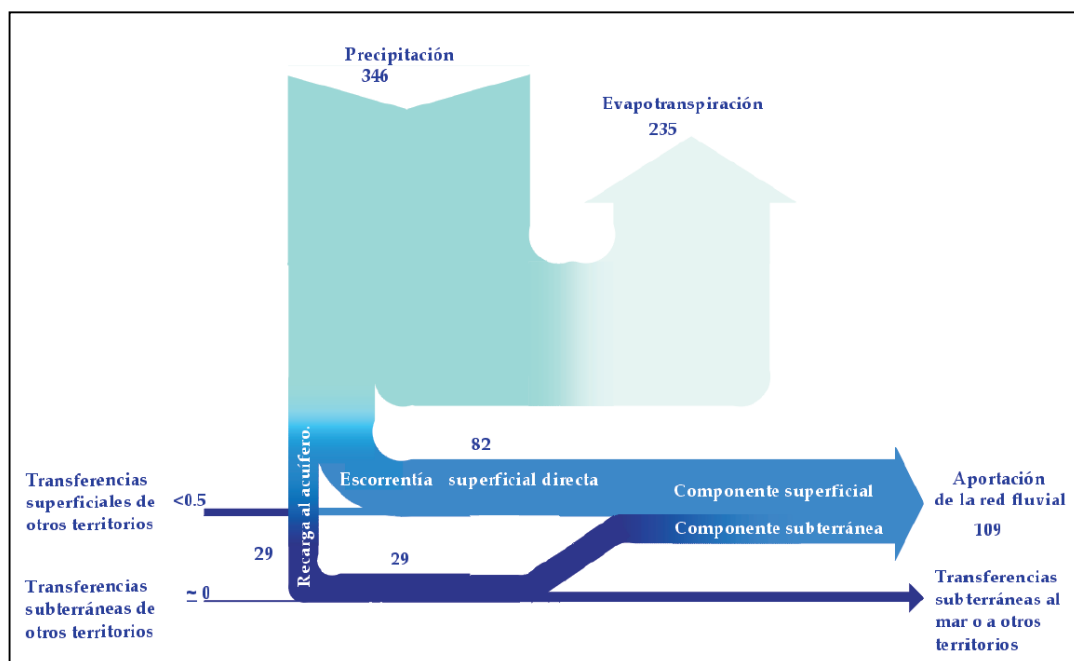 Precipitación
346
Evapotranspiración
235
82
Recarga al acuífero.
Escorrentía superficial directa
Componente superficial
Componente subterránea
Transferencias
superficiales de
otros territorios
<0.5
Aportación
de la red fluvial
109
29
29
Transferencias
subterráneas de
otros territorios
≃ 0
Transferencias
subterráneas al
mar o a otros
territorios